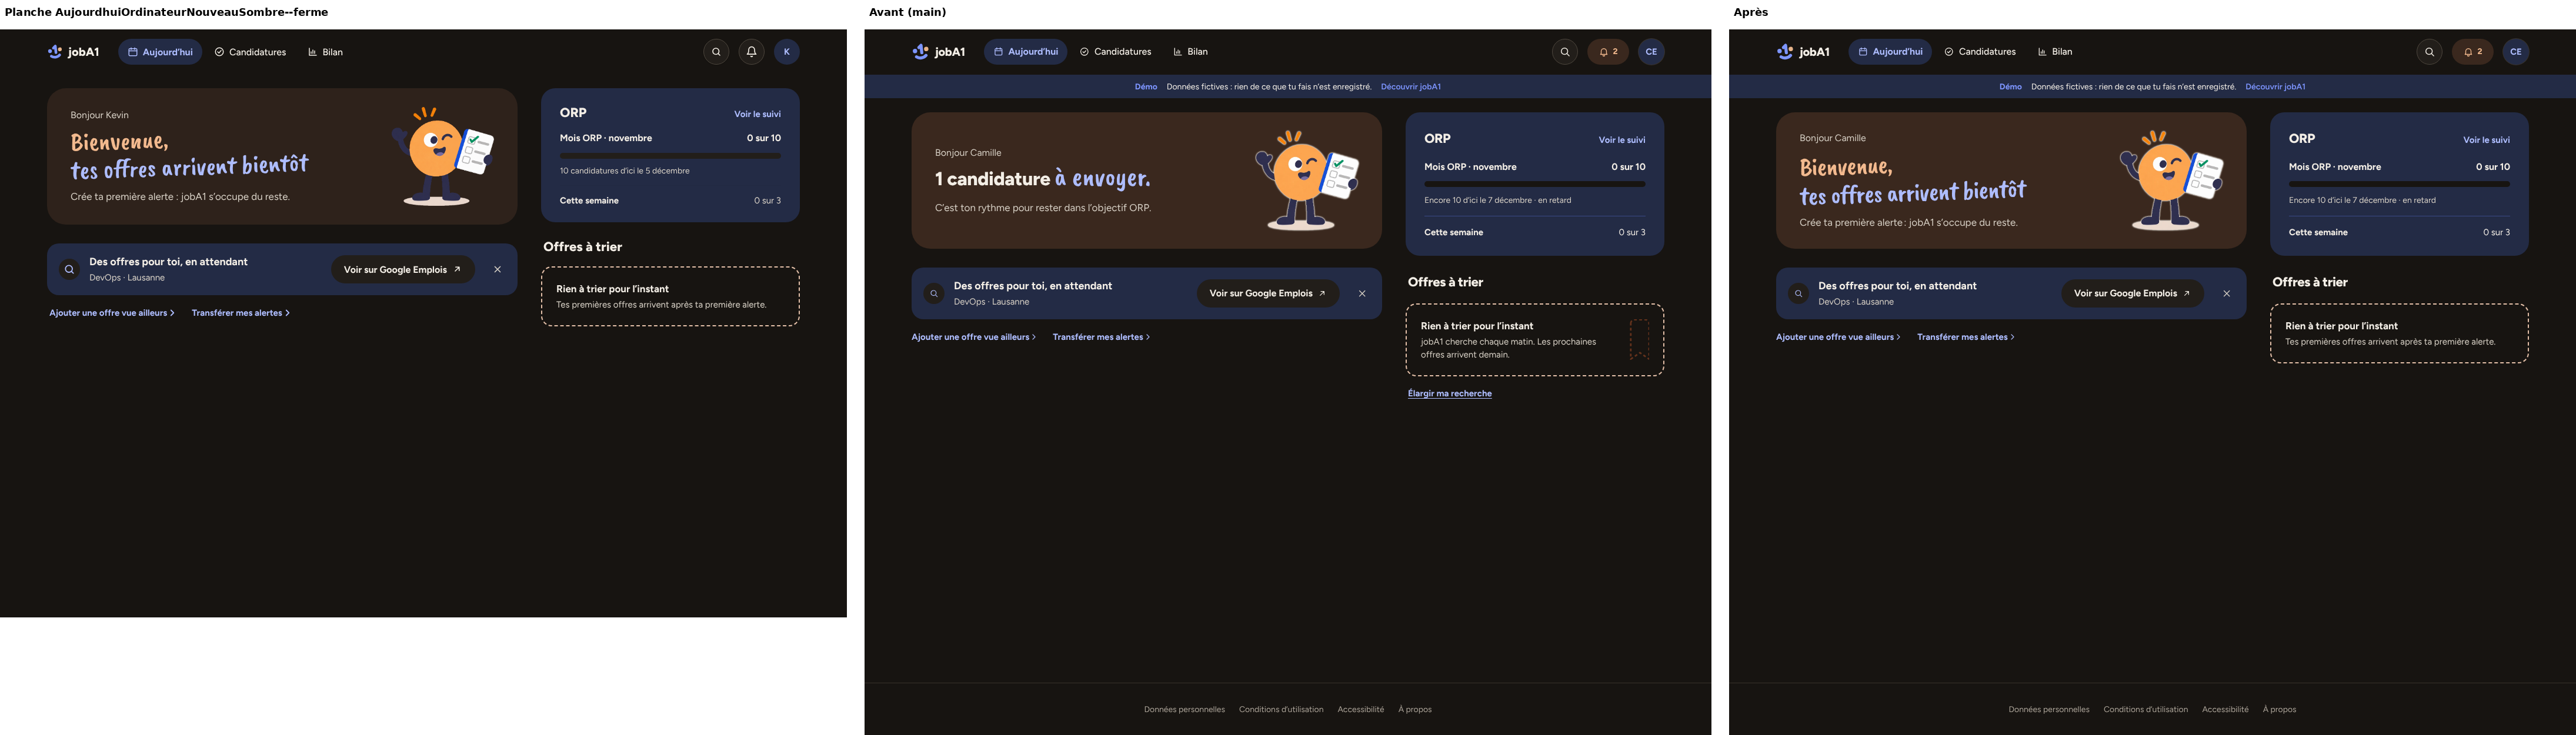 Planche AujourdhuiOrdinateurNouveauSombre--ferme
jobA1
Aujourd'hui
Candidatures
Bilan
K
Bonjour Kevin
Bienvenue,
tes offres arrivent bientôt
Crée ta première alerte : jobA1 s'occupe du reste.
ORP
Voir le suivi
Mois ORP · novembre
0 sur 10
10 candidatures d'ici le 5 décembre
Cette semaine
0 sur 3
Des offres pour toi, en attendant
DevOps · Lausanne
Voir sur Google Emplois
Ajouter une offre vue ailleurs
Transférer mes alertes
Offres à trier
Rien à trier pour l'instant
Tes premières offres arrivent après ta première alerte.
Avant (main)
jobA1
Aujourd'hui
Candidatures
Bilan
2
CE
Démo Données fictives : rien de ce que tu fais n'est enregistré. Découvrir jobA1
Bonjour Camille
1 candidature à envoyer.
C'est ton rythme pour rester dans l'objectif ORP.
ORP
Voir le suivi
Mois ORP · novembre
0 sur 10
Encore 10 d'ici le 7 décembre · en retard
Cette semaine
0 sur 3
Des offres pour toi, en attendant
DevOps · Lausanne
Voir sur Google Emplois
Ajouter une offre vue ailleurs
Transférer mes alertes
Offres à trier
Rien à trier pour l'instant
jobA1 cherche chaque matin. Les prochaines
offres arrivent demain.
Élargir ma recherche
Données personnelles
Conditions d'utilisation
Accessibilité
À propos
Après
jobA1
Aujourd'hui
Candidatures
Bilan
2
CE
Démo Données fictives : rien de ce que tu fais n'est enregistré. Découvrir jobA1
Bonjour Camille
Bienvenue,
tes offres arrivent bientôt
Crée ta première alerte : jobA1 s'occupe du reste.
ORP
Voir le suivi
Mois ORP · novembre
0 sur 10
Encore 10 d'ici le 7 décembre · en retard
Cette semaine
0 sur 3
Des offres pour toi, en attendant
DevOps · Lausanne
Voir sur Google Emplois
Ajouter une offre vue ailleurs
Transférer mes alertes
Offres à trier
Rien à trier pour l'instant
Tes premières offres arrivent après ta première alerte.
Données personnelles
Conditions d'utilisation
Accessibilité
À propos